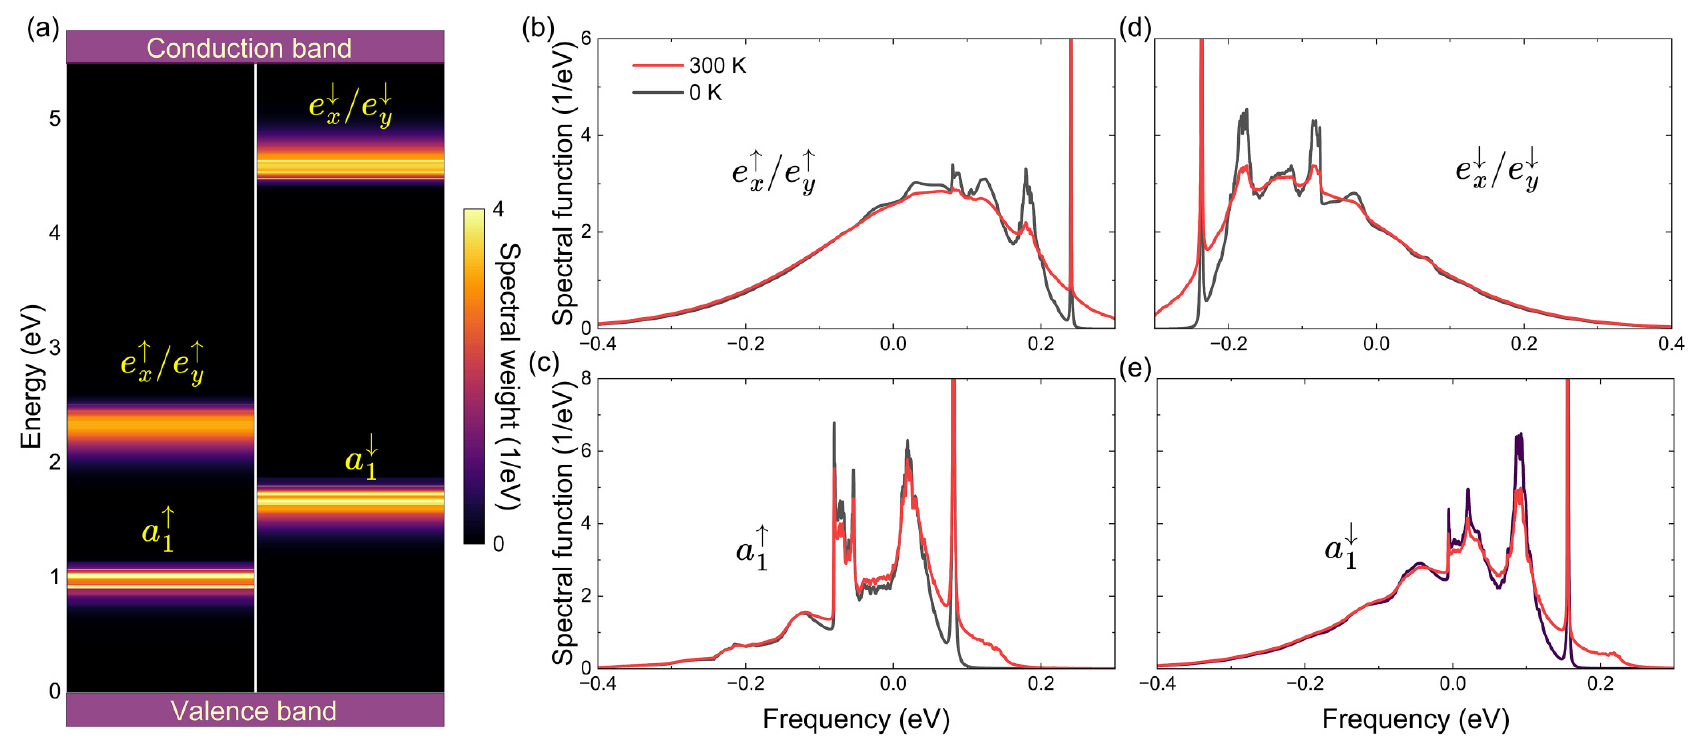 (a)
Conduction band
e_x^↑/e_y^↑
e_x^↓/e_y^↓
a_1^↑
a_1^↓
Valence band
Energy (eV)
5
4
3
2
1
0
4
0
Spectral weight (1/eV)
(b)
300 K
0 K
e_x^↑/e_y^↑
Spectral function (1/eV)
6
4
2
0
−0.4 −0.2 0.0 0.2
(d)
e_x^↓/e_y^↓
-0.2 0.0 0.2 0.4
(c)
a_1^↑
Spectral function (1/eV)
8
6
4
2
0
−0.4 −0.2 0.0 0.2
Frequency (eV)
(e)
a_1^↓
−0.4 −0.2 0.0 0.2
Frequency (eV)